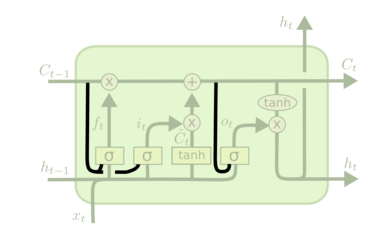 h_t
C_{t-1} × + C_t
tanh
f_t i_t C̃_t × o_t ×
σ σ tanh σ
h_{t-1} h_t
x_t